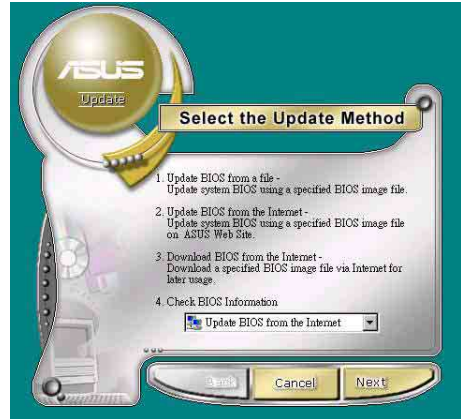 ASUS
Update
Select the Update Method
1. Update BIOS from a file -
Update system BIOS using a specified BIOS image file.
2. Update BIOS from the Internet -
Update system BIOS using a specified BIOS image file
on ASUS Web Site.
3. Download BIOS from the Internet -
Download a specified BIOS image file via Internet for
later usage.
4. Check BIOS Information
Update BIOS from the Internet
Back
Cancel
Next